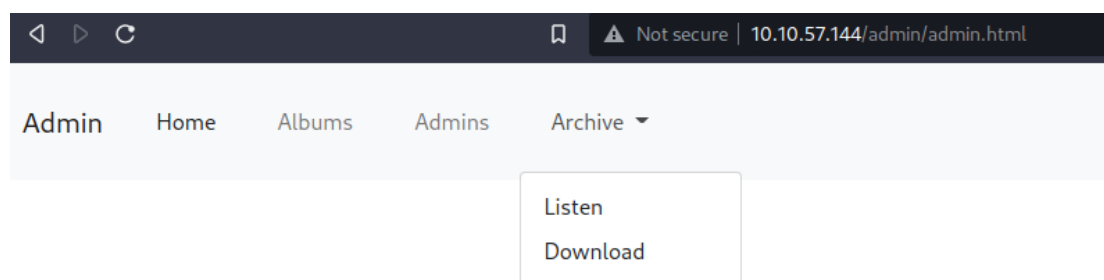 Not secure | 10.10.57.144/admin/admin.html
Admin Home Albums Admins Archive
Listen
Download